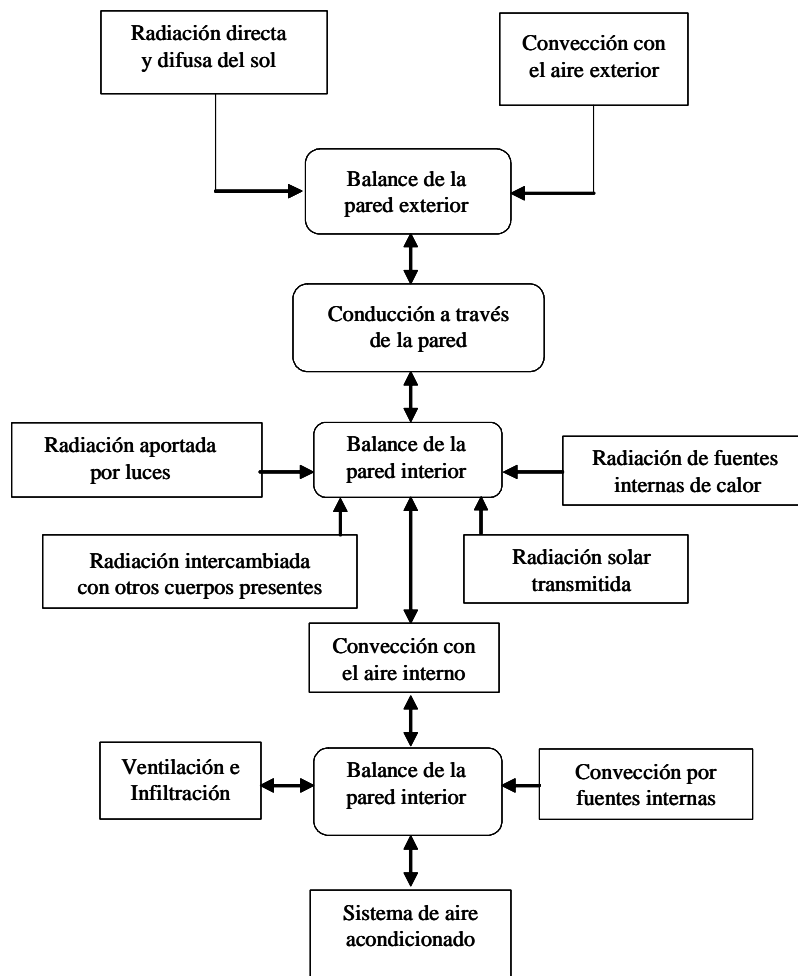 Radiación directa
y difusa del sol
Convección con
el aire exterior
Balance de la
pared exterior
Conducción a través
de la pared
Radiación aportada
por luces
Balance de la
pared interior
Radiación de fuentes
internas de calor
Radiación intercambiada
con otros cuerpos presentes
Radiación solar
transmitida
Convección con
el aire interno
Ventilación e
Infiltración
Balance de la
pared interior
Convección por
fuentes internas
Sistema de aire
acondicionado